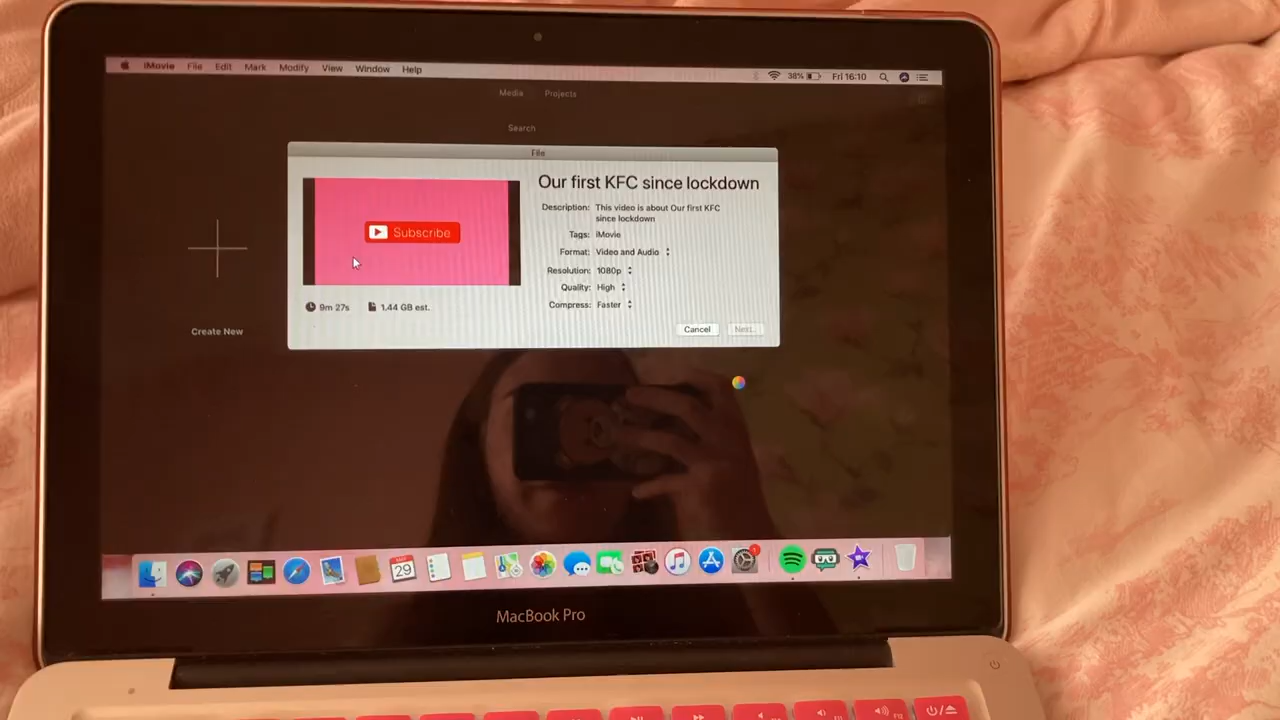 iMovie File Edit Mark Modify View Window Help 38% Fri 16:10
Media Projects
Search
File
Our first KFC since lockdown
Subscribe
Description: This video is about Our first KFC
since lockdown
Tags: iMovie
Format: Video and Audio
Resolution: 1080p
Quality: High
Compress: Faster
9m 27s 1.44 GB est.
Cancel Next...
Create New
29
MacBook Pro